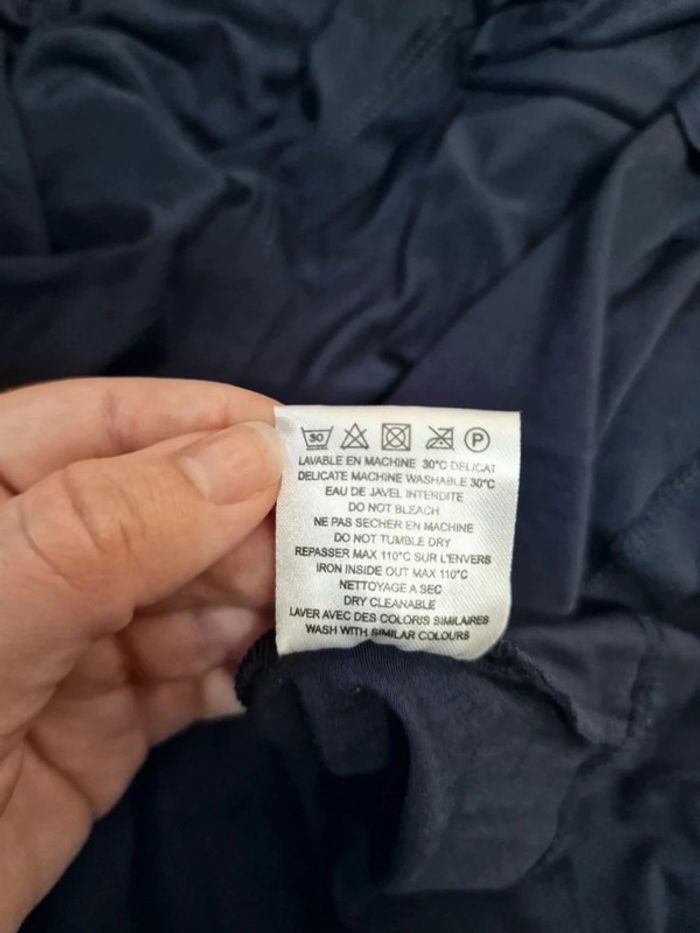 30 P
LAVABLE EN MACHINE 30°C DELICAT
DELICATE MACHINE WASHABLE 30°C
EAU DE JAVEL INTERDITE
DO NOT BLEACH
NE PAS SECHER EN MACHINE
DO NOT TUMBLE DRY
REPASSER MAX 110°C SUR L'ENVERS
IRON INSIDE OUT MAX 110°C
NETTOYAGE A SEC
DRY CLEANABLE
LAVER AVEC DES COLORIS SIMILAIRES
WASH WITH SIMILAR COLOURS